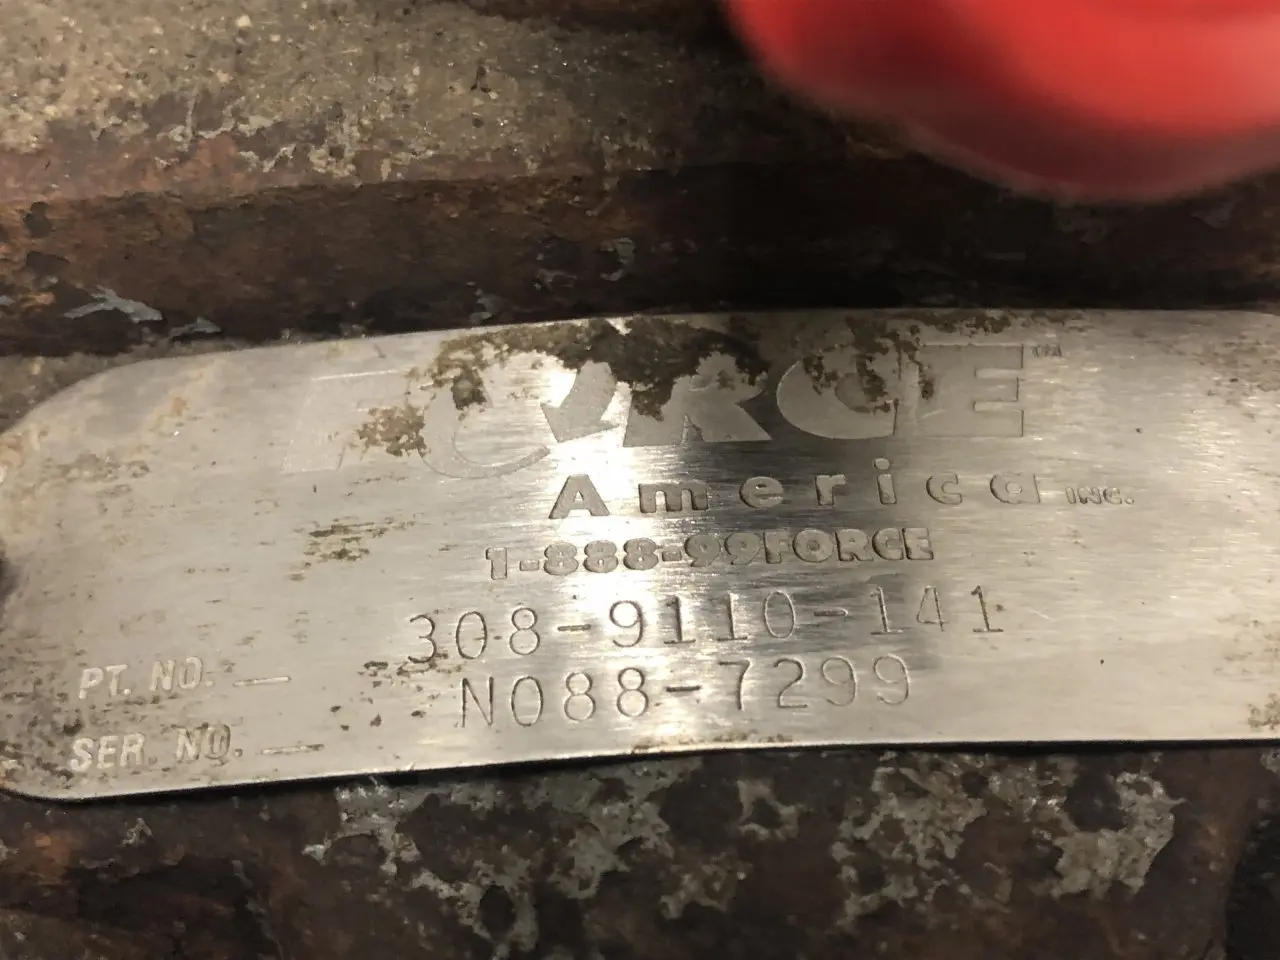 FORCE™
America INC.
1-888-99FORCE
PT. NO. — 308-9110-141
SER. NO. — N088-7299